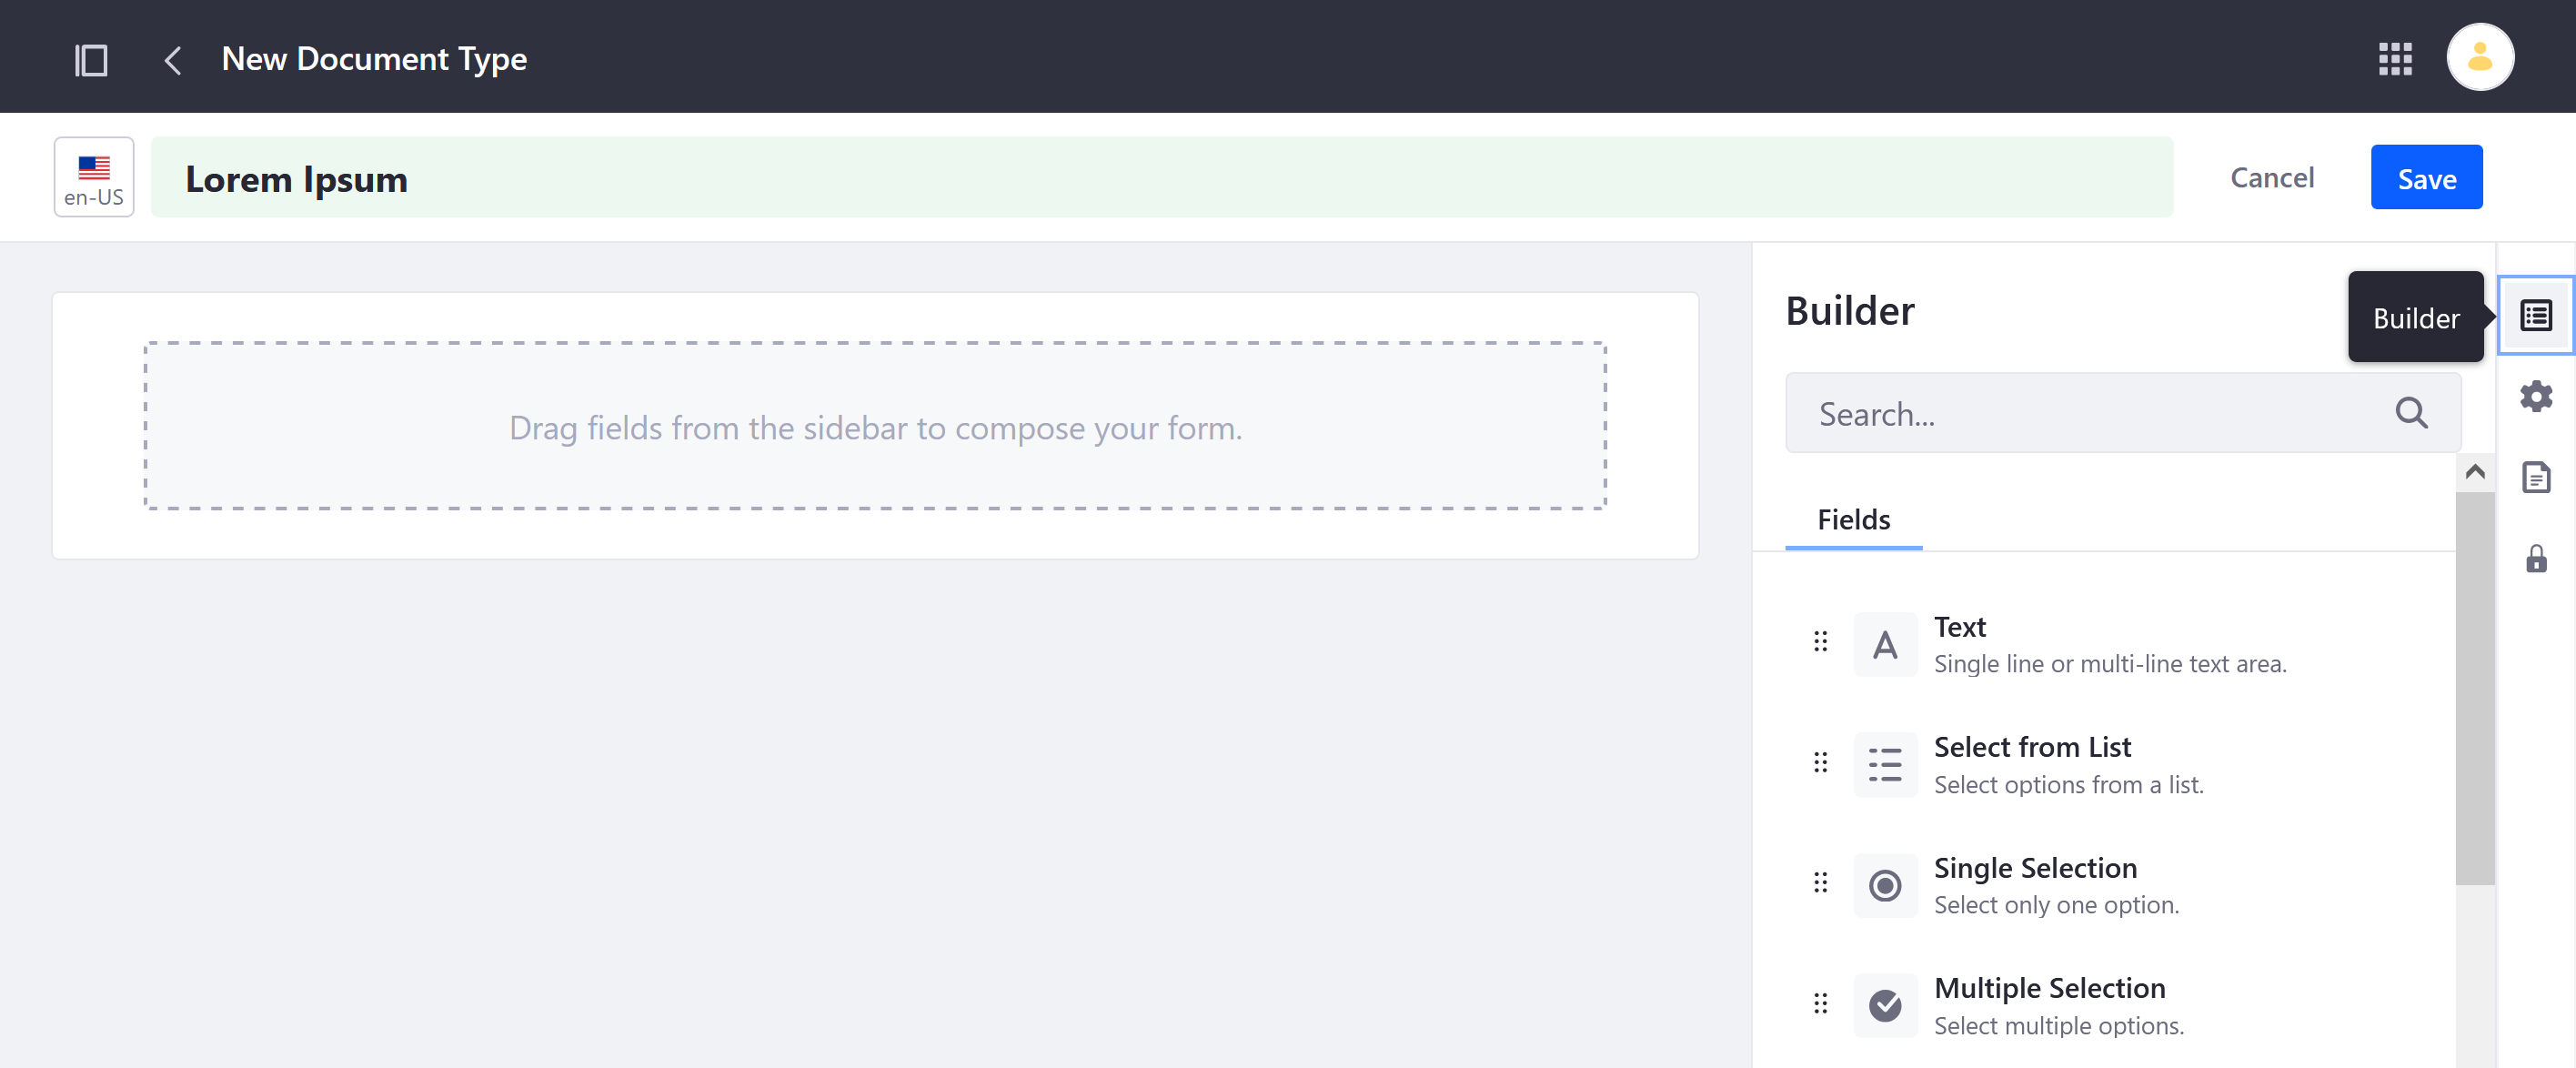 New Document Type
en-US
Lorem Ipsum
Cancel
Save
Drag fields from the sidebar to compose your form.
Builder
Builder
Search...
Fields
Text
Single line or multi-line text area.
Select from List
Select options from a list.
Single Selection
Select only one option.
Multiple Selection
Select multiple options.